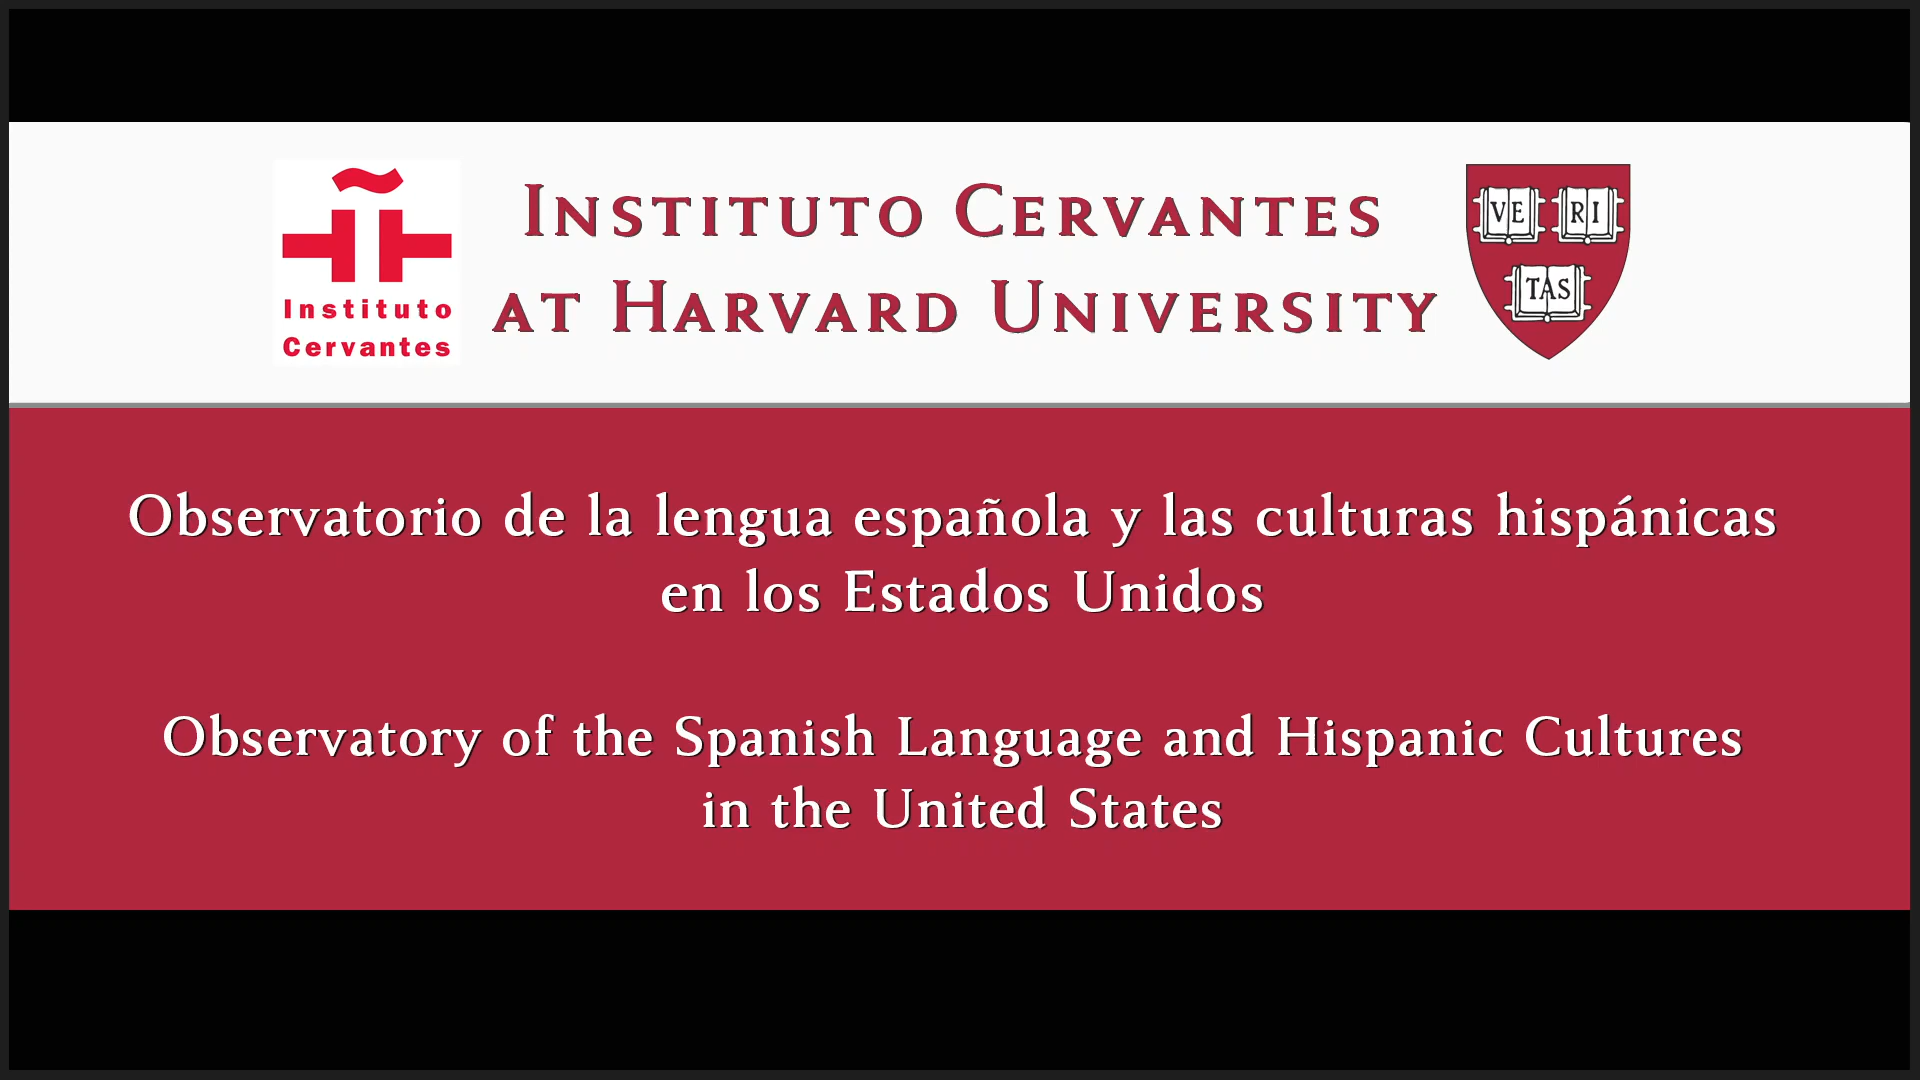 Instituto
Cervantes
INSTITUTO CERVANTES
AT HARVARD UNIVERSITY
VE RI
TAS
Observatorio de la lengua española y las culturas hispánicas
en los Estados Unidos
Observatory of the Spanish Language and Hispanic Cultures
in the United States